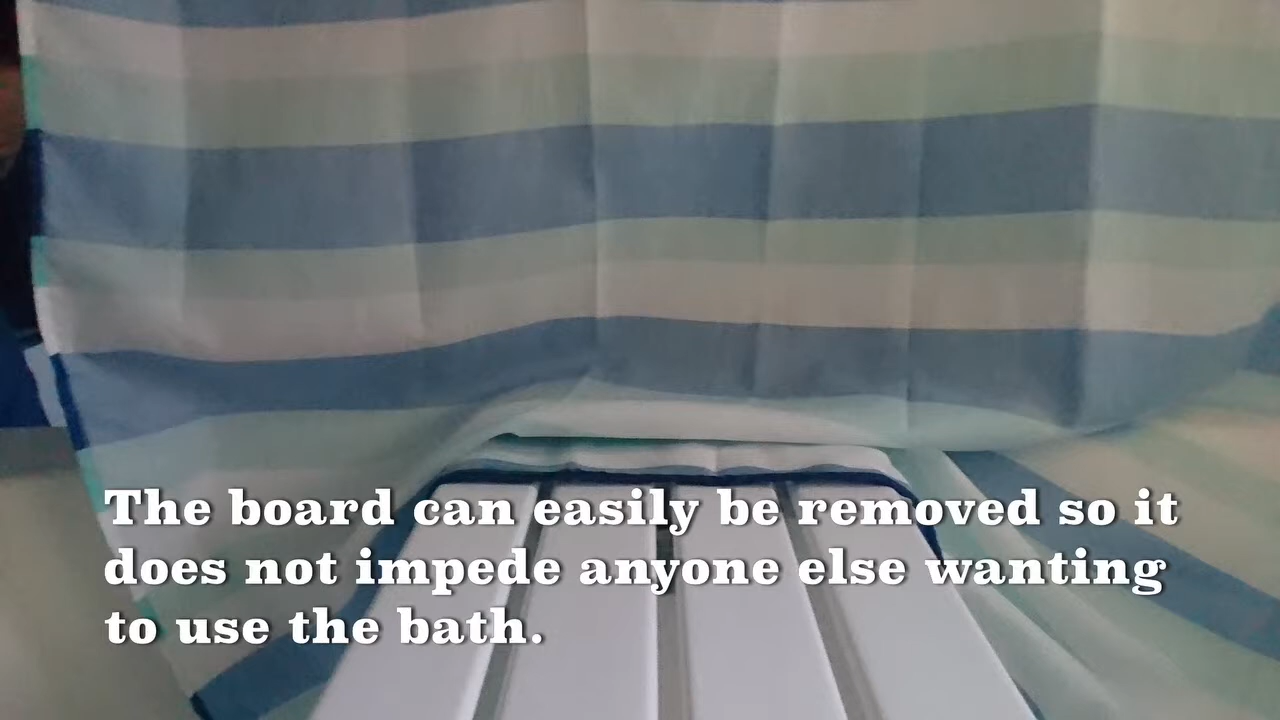 The board can easily be removed so it
does not impede anyone else wanting
to use the bath.